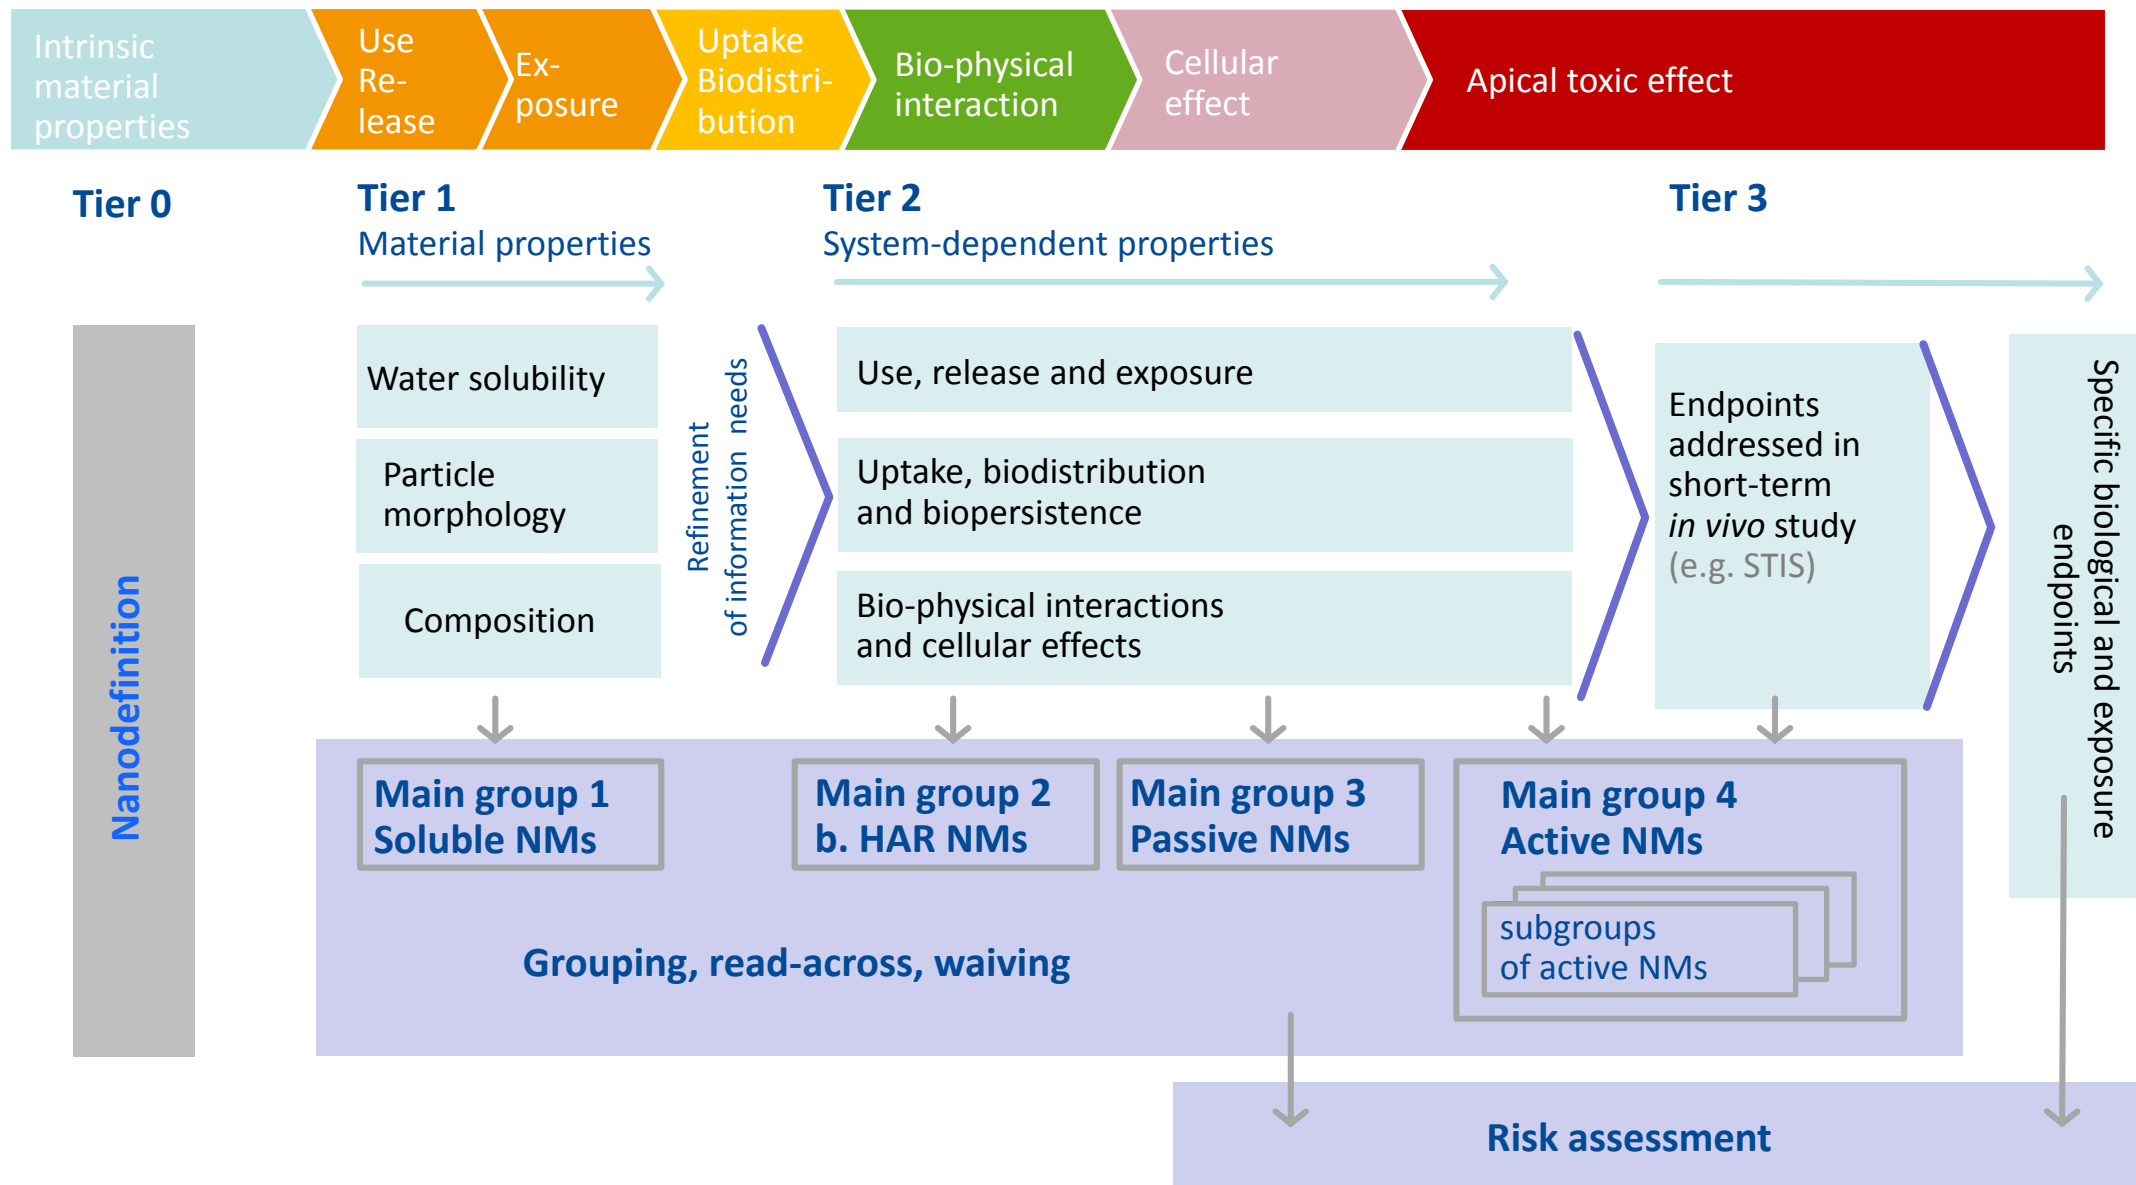 Intrinsic
material
properties
Use
Re-
lease
Ex-
posure
Uptake
Biodistri-
bution
Bio-physical
interaction
Cellular
effect
Apical toxic effect
Tier 0
Tier 1
Material properties
Tier 2
System-dependent properties
Tier 3
Nanodefinition
Water solubility
Particle
morphology
Composition
Refinement
of information needs
Use, release and exposure
Uptake, biodistribution
and biopersistence
Bio-physical interactions
and cellular effects
Endpoints
addressed in
short-term
in vivo study
(e.g. STIS)
Specific biological and exposure
endpoints
Main group 1
Soluble NMs
Main group 2
b. HAR NMs
Main group 3
Passive NMs
Main group 4
Active NMs
subgroups
of active NMs
Grouping, read-across, waiving
Risk assessment